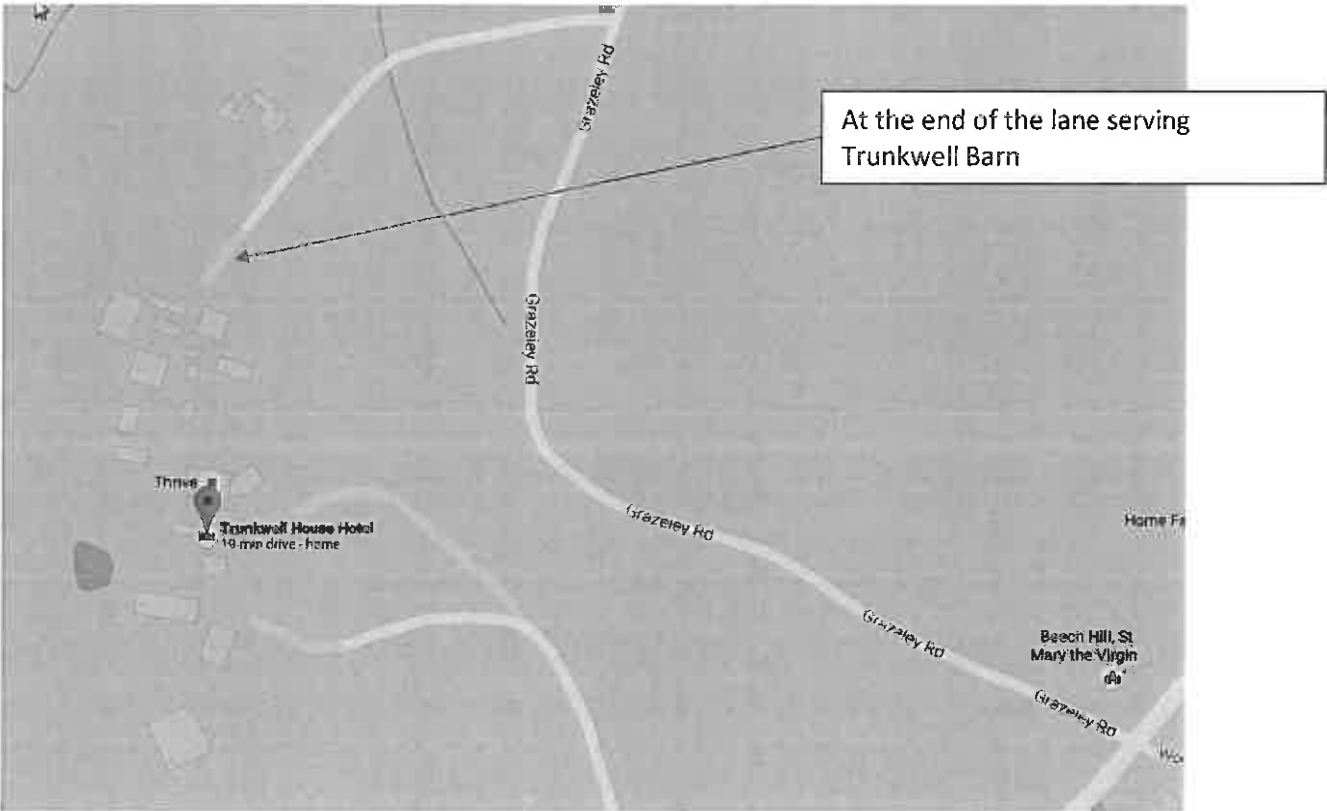 Grazeley Rd
At the end of the lane serving
Trunkwell Barn
Grazeley Rd
Thrive
Trunkwell House Hotel
19 min drive - home
Grazeley Rd
Home
Grazeley Rd
Beech Hill, St
Mary the Virgin
Grazeley Rd